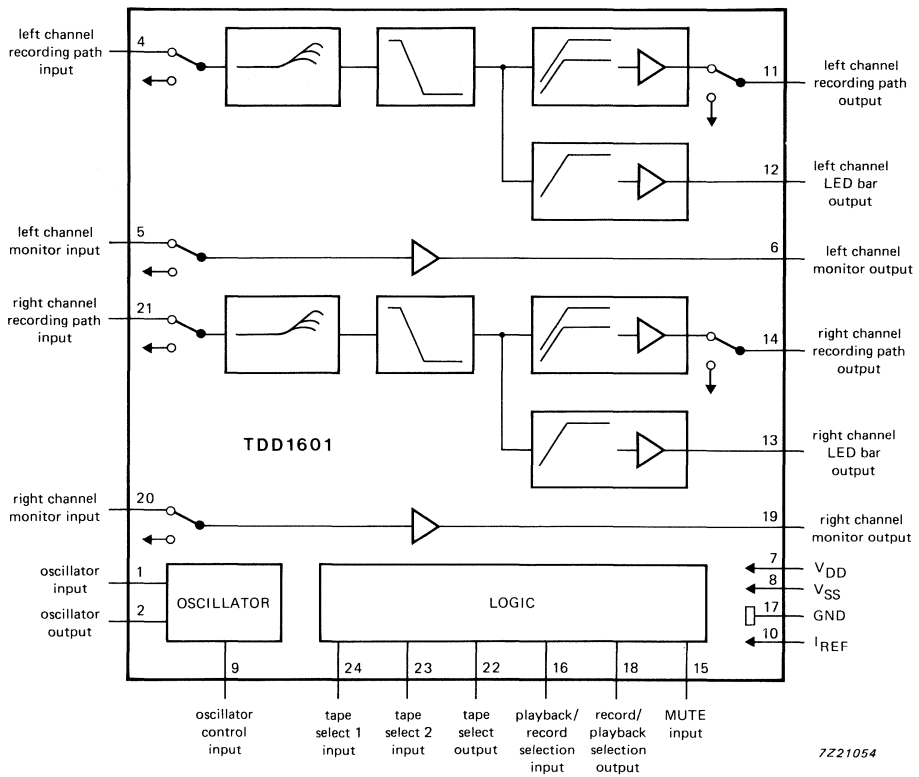 left channel
recording path
input
4
11
left channel
recording path
output
12
left channel
LED bar
output
left channel
monitor input
5
6
left channel
monitor output
right channel
recording path
input
21
14
right channel
recording path
output
TDD1601
13
right channel
LED bar
output
right channel
monitor input
20
19
right channel
monitor output
oscillator
input
1
oscillator
output
2
OSCILLATOR
LOGIC
7
VDD
8
VSS
17
GND
10
IREF
9
24
23
22
16
18
15
oscillator
control
input
tape
select 1
input
tape
select 2
input
tape
select
output
playback/
record
selection
input
record/
playback
selection
output
MUTE
input
7Z21054